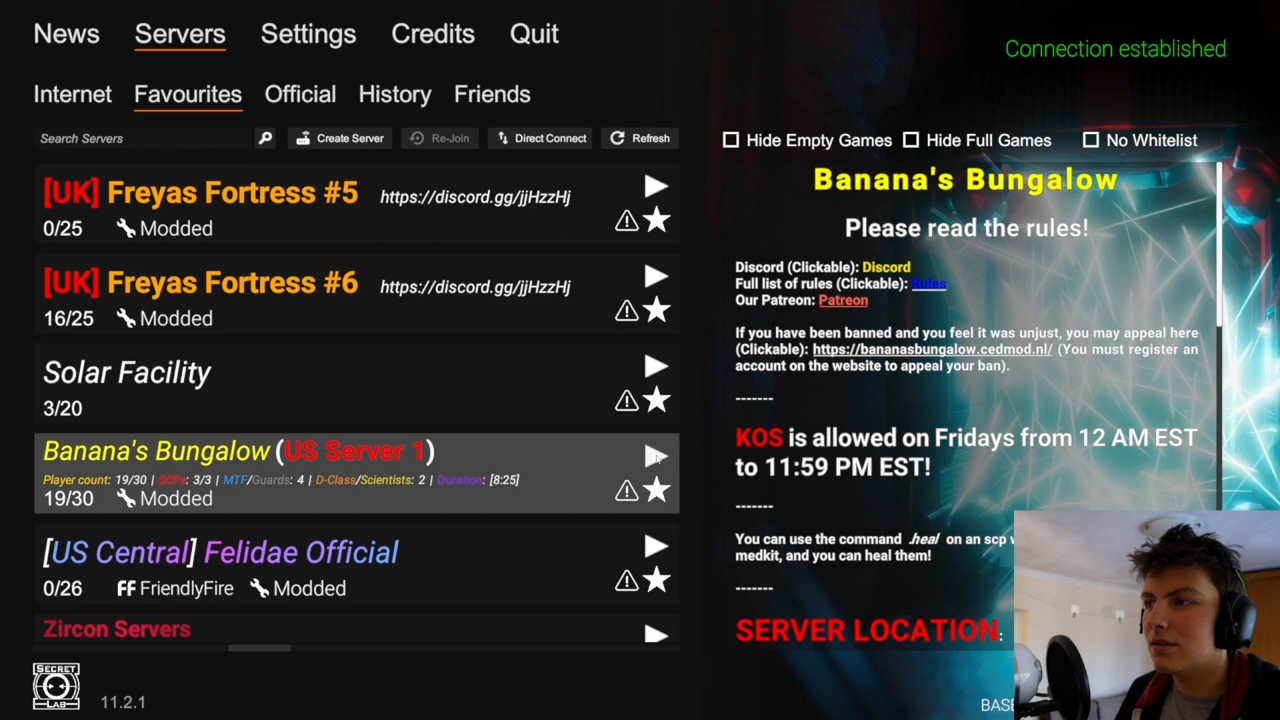 News Servers Settings Credits Quit
Connection established
Internet Favourites Official History Friends
Search Servers Create Server Re-Join Direct Connect Refresh
Hide Empty Games Hide Full Games No Whitelist
[UK] Freyas Fortress #5 https://discord.gg/jjHzzHj
0/25 Modded
[UK] Freyas Fortress #6 https://discord.gg/jjHzzHj
16/25 Modded
Solar Facility
3/20
Banana's Bungalow (US Server 1)
Player count: 19/30 | SCPs: 3/3 | MTF/Guards: 4 | D-Class/Scientists: 2 | Duration: [8:25]
19/30 Modded
[US Central] Felidae Official
0/26 FF FriendlyFire Modded
Zircon Servers
SECRET
LAB
11.2.1
Banana's Bungalow
Please read the rules!
Discord (Clickable): Discord
Full list of rules (Clickable): Rules
Our Patreon: Patreon
If you have been banned and you feel it was unjust, you may appeal here
(Clickable): https://bananasbungalow.cedmod.nl/ (You must register an
account on the website to appeal your ban).
-------
KOS is allowed on Fridays from 12 AM EST
to 11:59 PM EST!
-------
You can use the command .heal on an scp
medkit, and you can heal them!
-------
SERVER LOCATION: